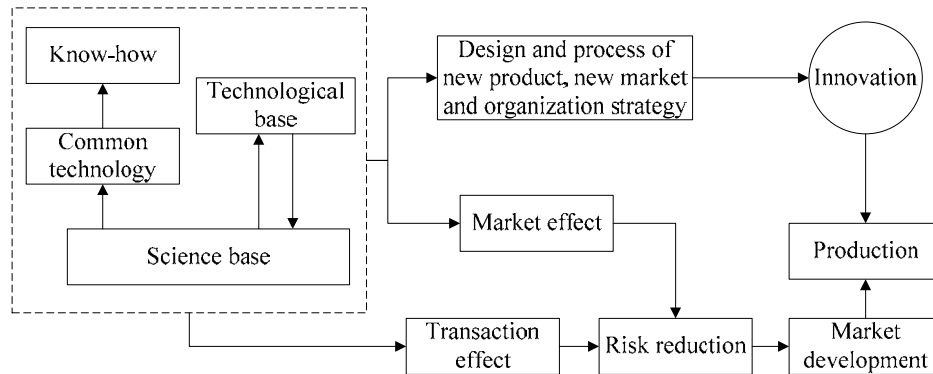 Know-how
Technological
base
Common
technology
Science base
Design and process of
new product, new market
and organization strategy
Innovation
Market effect
Production
Transaction
effect
Risk reduction
Market
development